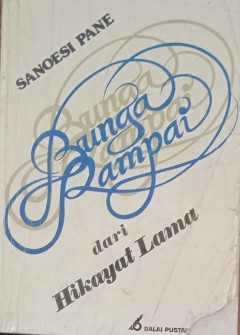 SANOESI PANE
Bunga
Rampai
dari
Hikayat Lama
BALAI PUSTAKA